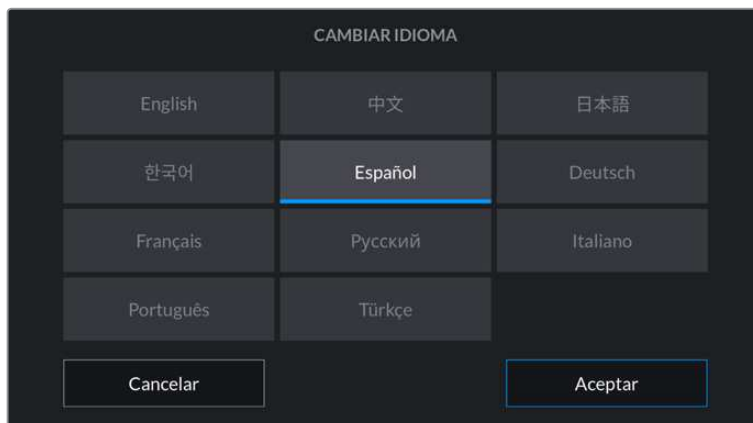 CAMBIAR IDIOMA
English
中文
日本語
한국어
Español
Deutsch
Français
Русский
Italiano
Português
Türkçe
Cancelar
Aceptar